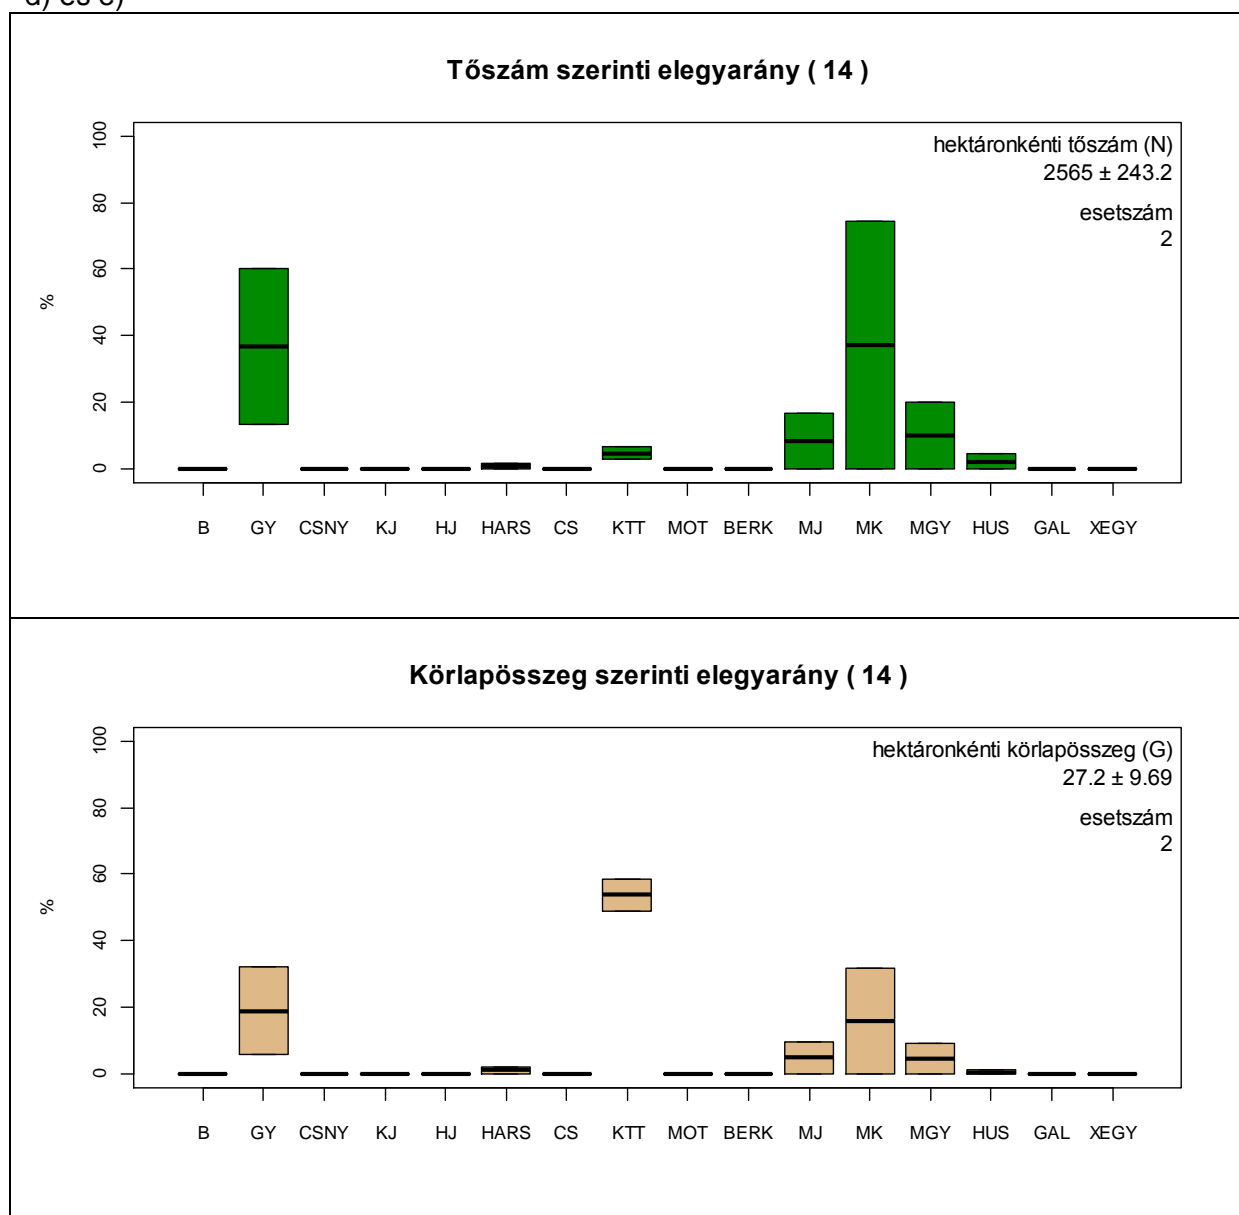 d) és e)
Tőszám szerinti elegyarány ( 14 )
hektáronkénti tőszám (N)
2565 ± 243.2
esetszám
2
100
80
60
40
20
0
%
B GY CSNY KJ HJ HARS CS KTT MOT BERK MJ MK MGY HUS GAL XEGY
Körlapösszeg szerinti elegyarány ( 14 )
hektáronkénti körlapösszeg (G)
27.2 ± 9.69
esetszám
2
100
80
60
40
20
0
%
B GY CSNY KJ HJ HARS CS KTT MOT BERK MJ MK MGY HUS GAL XEGY